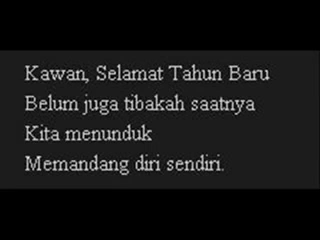 Kawan, Selamat Tahun Baru
Belum juga tibakah saatnya
Kita menunduk
Memandang diri sendiri.